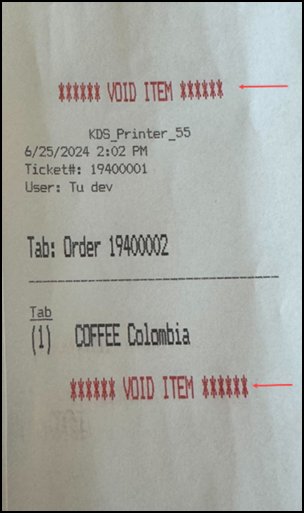 ****** VOID ITEM ******
KDS_Printer_55
6/25/2024 2:02 PM
Ticket#: 19400001
User: Tu dev
Tab: Order 19400002
Tab
(1) COFFEE Colombia
****** VOID ITEM ******